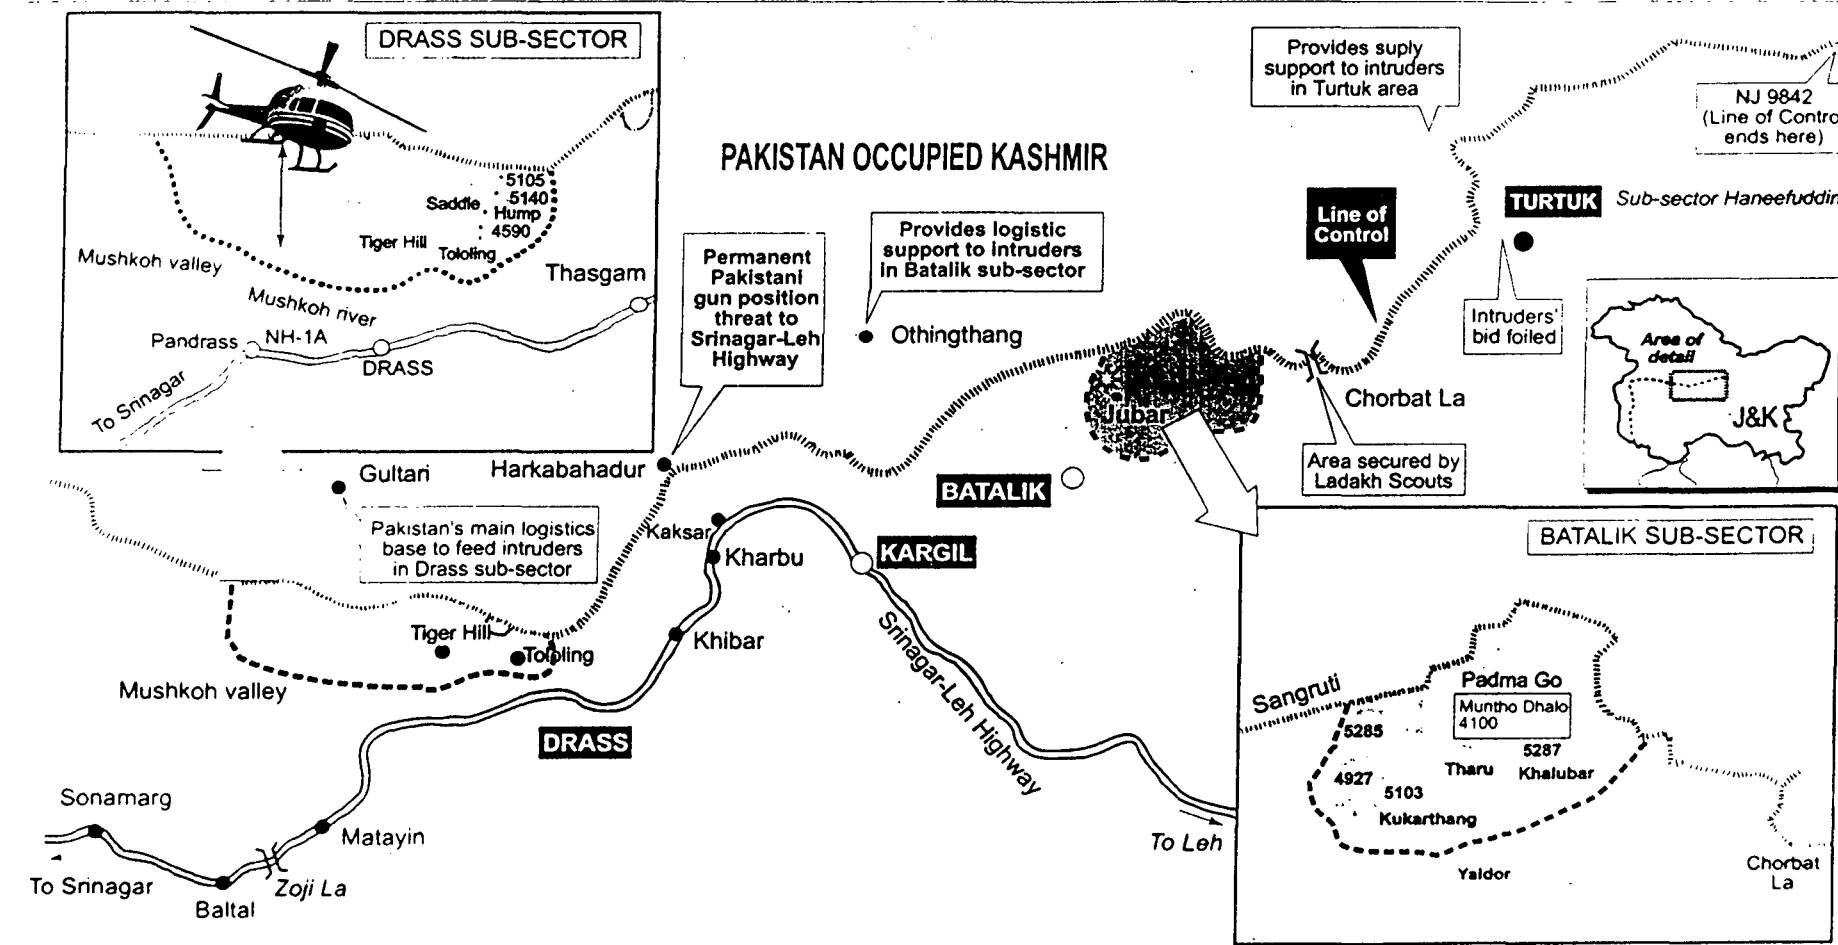 DRASS SUB-SECTOR
5105
5140
Saddle
Hump
4590
Tiger Hill
Tololing
Mushkoh valley
Thasgam
Mushkoh river
Pandrass
NH-1A
DRASS
To Srinagar
PAKISTAN OCCUPIED KASHMIR
Provides suply
support to intruders
in Turtuk area
NJ 9842
(Line of Contro
ends here)
TURTUK
Sub-sector Haneefuddin
Line of
Control
Provides logistic
support to intruders
in Batalik sub-sector
Permanent
Pakistani
gun position
threat to
Srinagar-Leh
Highway
Othingthang
Intruders'
bid foiled
Area of
detail
J&K
Jubar
Chorbat La
Area secured by
Ladakh Scouts
Gultari
Harkabahadur
BATALIK
Pakistan's main logistics
base to feed intruders
in Drass sub-sector
Kaksar
Kharbu
KARGIL
Tiger Hill
Tololing
Khibar
Mushkoh valley
Srinagar-Leh Highway
DRASS
Sonamarg
Matayin
To Leh
To Srinagar
Zoji La
Baltal
BATALIK SUB-SECTOR
Sangruti
Padma Go
Muntho Dhalo
4100
5285
5287
Tharu
Khalubar
4927
5103
Kukarthang
Yaldor
Chorbat
La